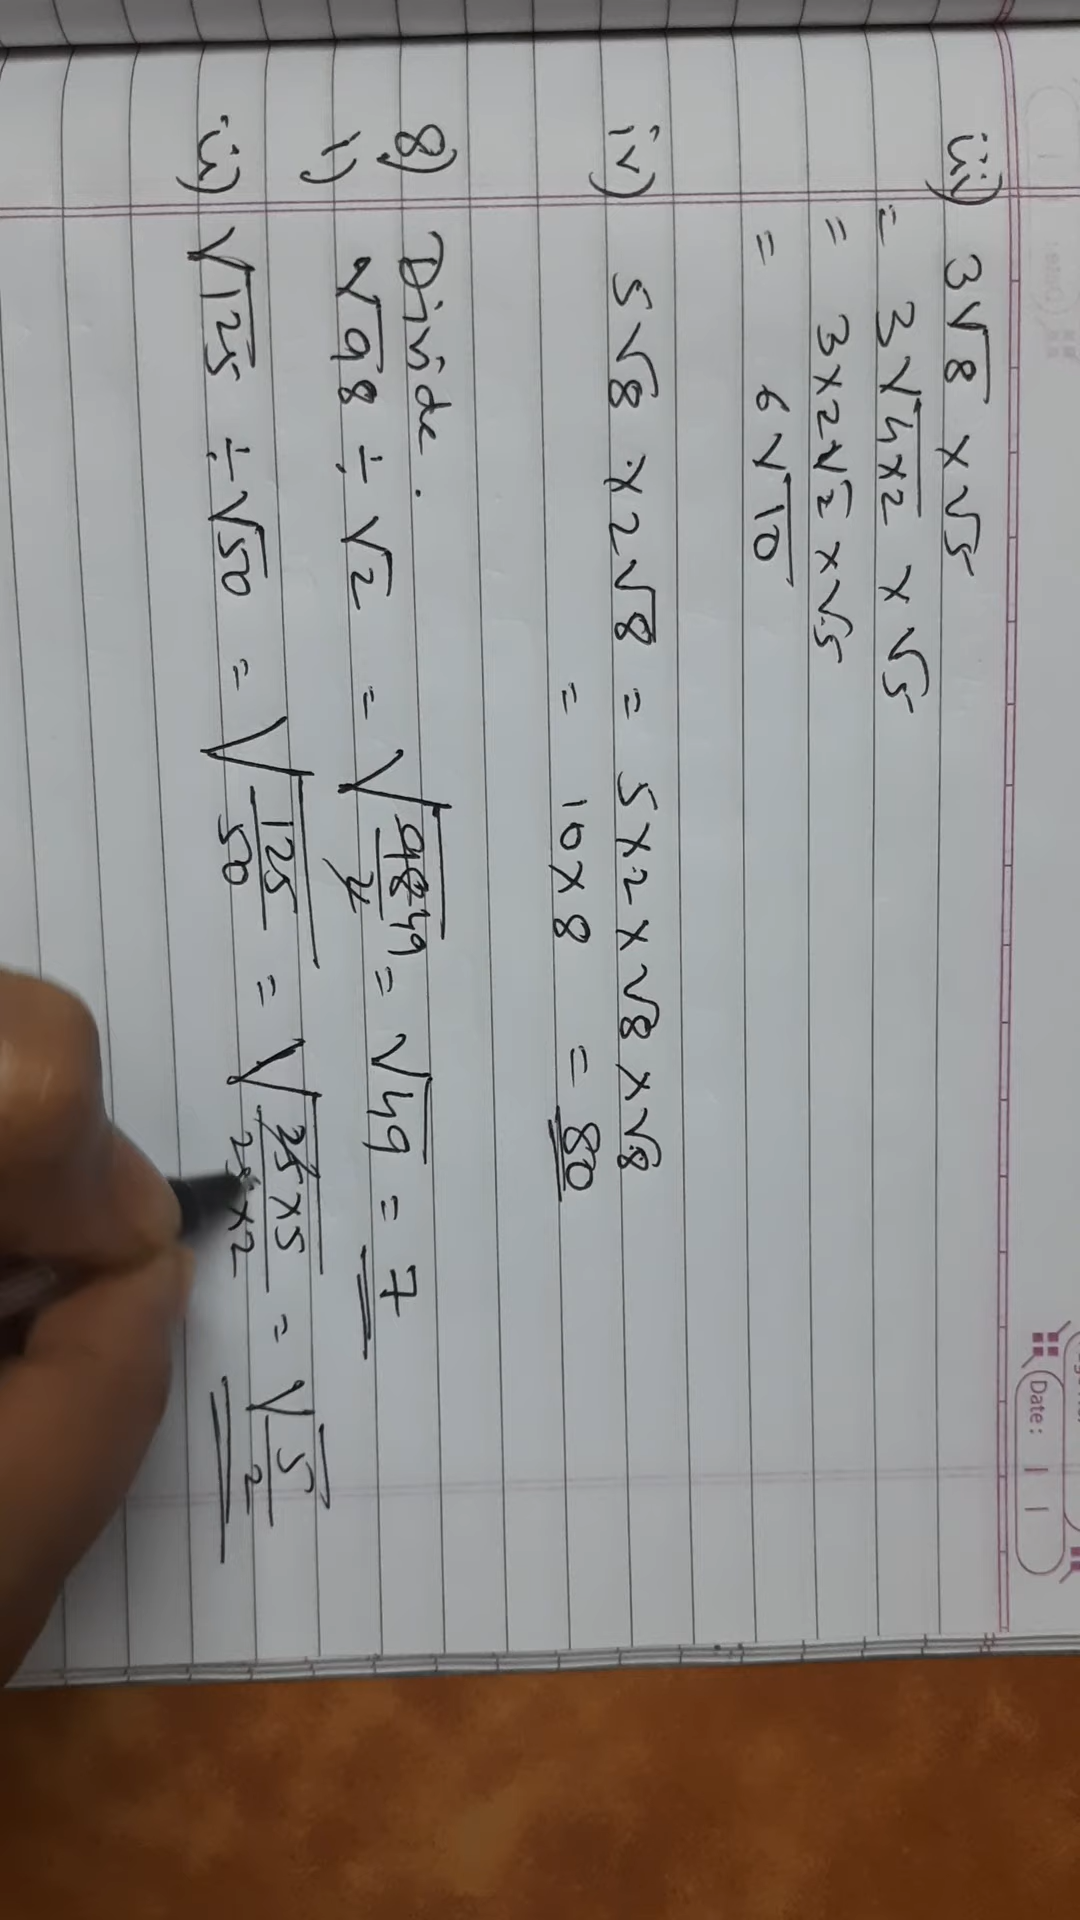 Date:
iii) 3√8 × √5
= 3√4×2 × √5
= 3×2√2 × √5
= 6√10
iv) 5√8 × 2√8 = 5×2×√8×√8
= 10×8 = 80
8) Divide.
i) √98 ÷ √2 = √98 49/2 = √49 = 7
ii) √125 ÷ √50 = √125/50 = √25×5/25×2 = √5/2